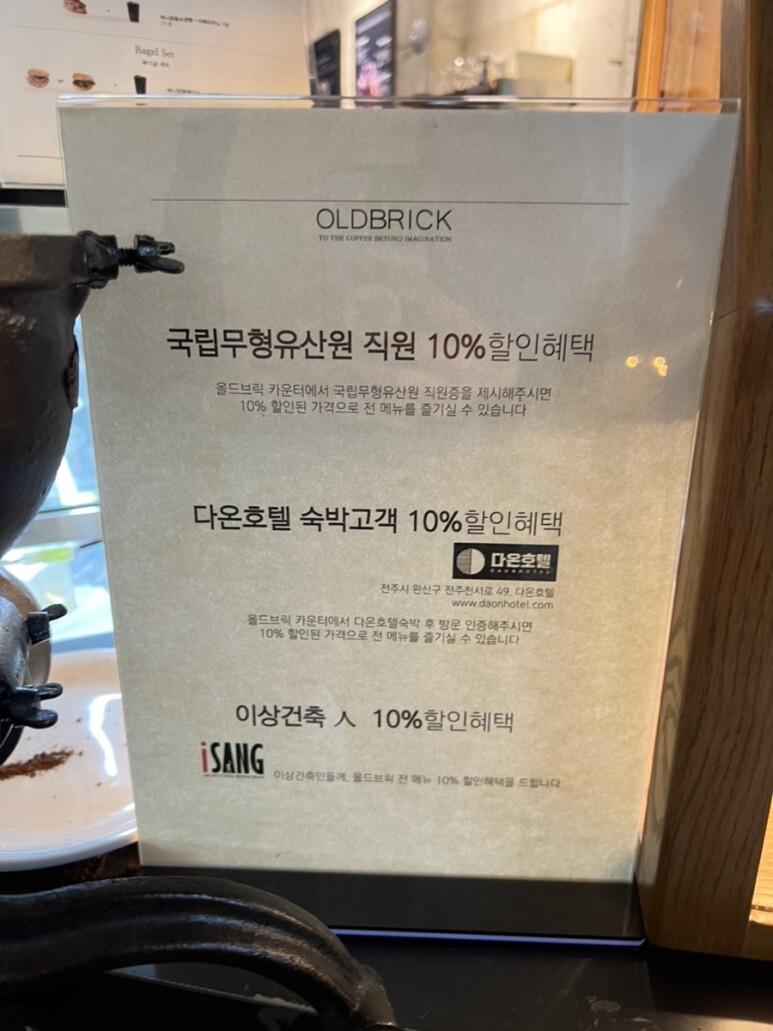 Bagel Set
베이글 세트
OLDBRICK
TO THE COFFEE BEYOND IMAGINATION
국립무형유산원 직원 10%할인혜택
올드브릭 카운터에서 국립무형유산원 직원증을 제시해주시면
10% 할인된 가격으로 전 메뉴를 즐기실 수 있습니다
다온호텔 숙박고객 10%할인혜택
다온호텔
DAONHOTEL
전주시 완산구 전주천서로 49, 다온호텔
www.daonhotel.com
올드브릭 카운터에서 다온호텔숙박 후 방문 인증해주시면
10% 할인된 가격으로 전 메뉴를 즐기실 수 있습니다
이상건축 人 10%할인혜택
iSANG
이상건축인들께, 올드브릭 전 메뉴 10% 할인혜택을 드립니다